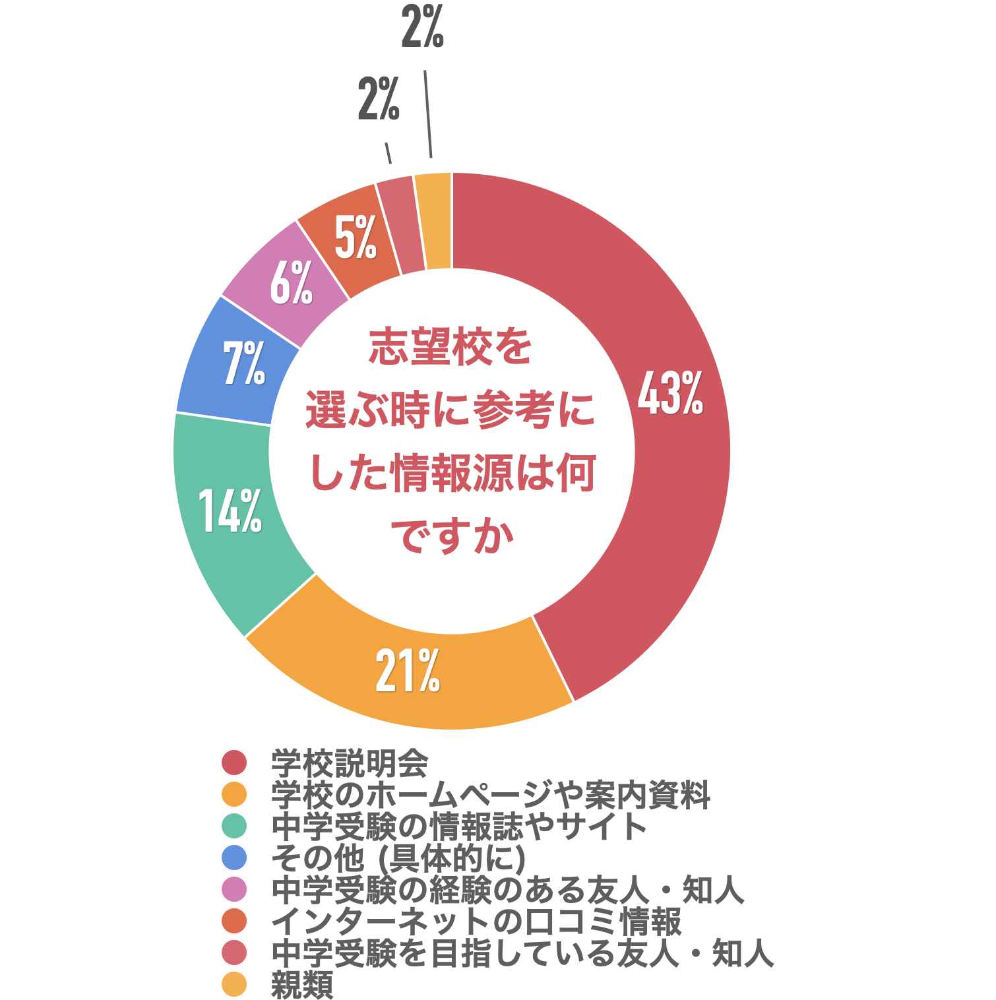 2%
2%
5%
6%
7%
14%
21%
43%
志望校を
選ぶ時に参考に
した情報源は何
ですか
学校説明会
学校のホームページや案内資料
中学受験の情報誌やサイト
その他 (具体的に)
中学受験の経験のある友人・知人
インターネットの口コミ情報
中学受験を目指している友人・知人
親類